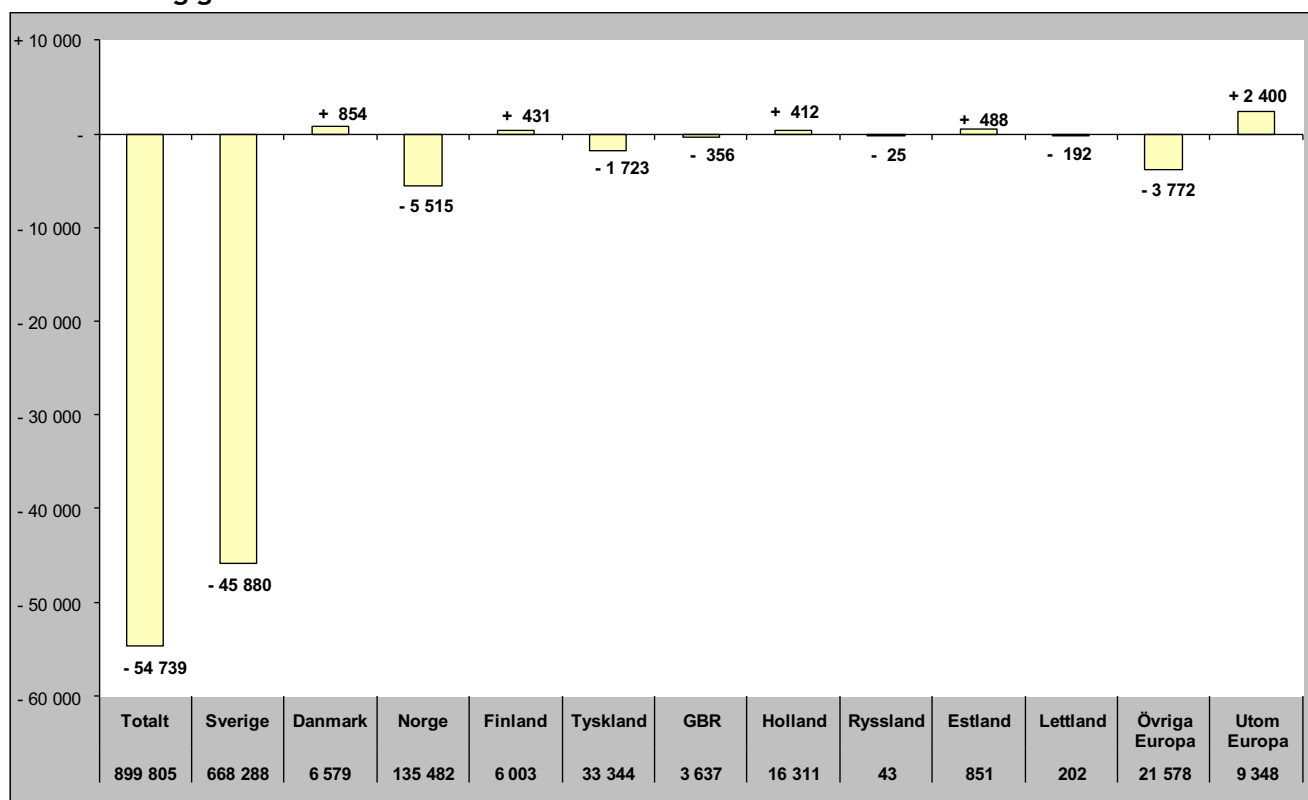 + 10 000
-
- 10 000
- 20 000
- 30 000
- 40 000
- 50 000
- 60 000
- 54 739
- 45 880
+ 854
- 5 515
+ 431
- 1 723
- 356
+ 412
- 25
+ 488
- 192
- 3 772
+ 2 400
Totalt Sverige Danmark Norge Finland Tyskland GBR Holland Ryssland Estland Lettland Övriga Europa Utom Europa
899 805 668 288 6 579 135 482 6 003 33 344 3 637 16 311 43 851 202 21 578 9 348